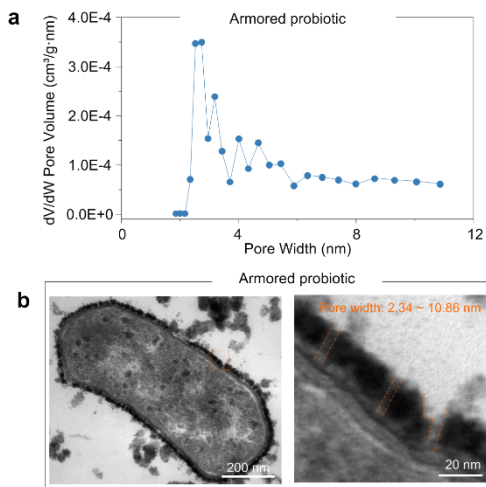 a
Armored probiotic
dV/dW Pore Volume (cm³/g·nm)
4.0E-4
3.0E-4
2.0E-4
1.0E-4
0.0E+0
0
4
8
12
Pore Width (nm)
Armored probiotic
b
Pore width: 2.34 ~ 10.86 nm
200 nm
20 nm